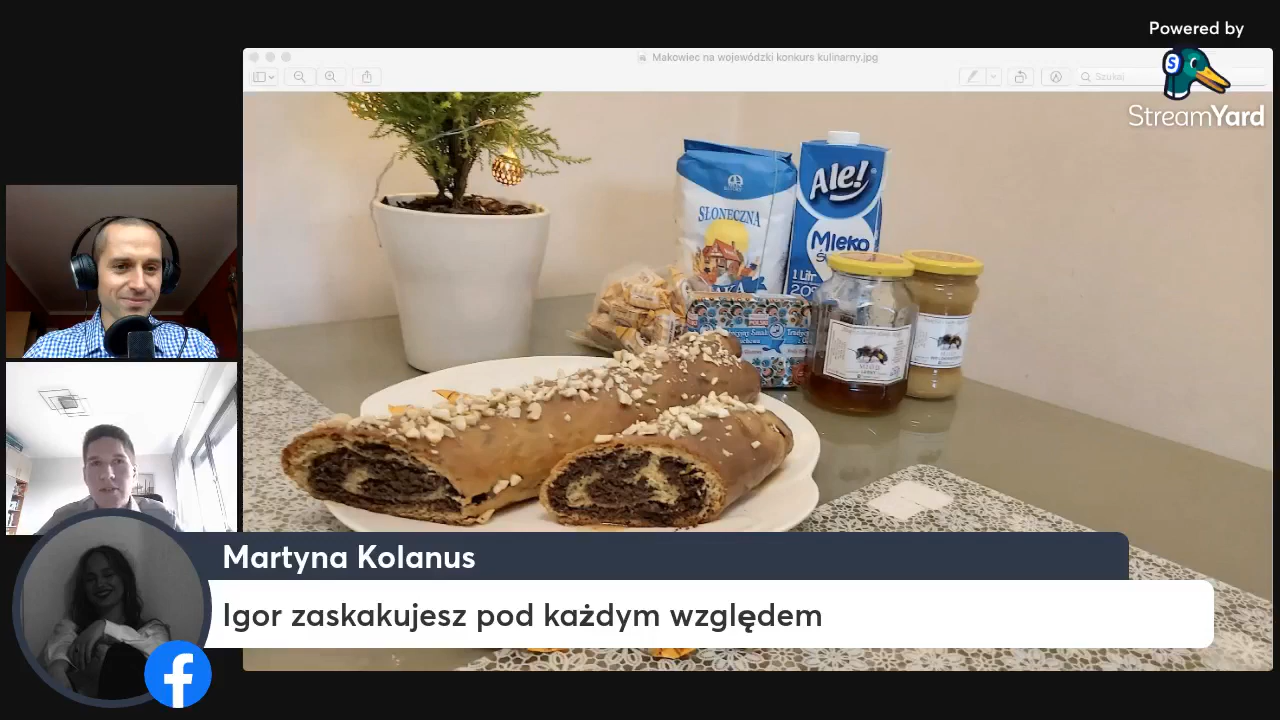 Powered by
StreamYard
Makowiec na wojewódzki konkurs kulinarny.jpg
Szukaj
SŁONECZNA
Ale!
Mleko
1 Litr
Martyna Kolanus
Igor zaskakujesz pod każdym względem